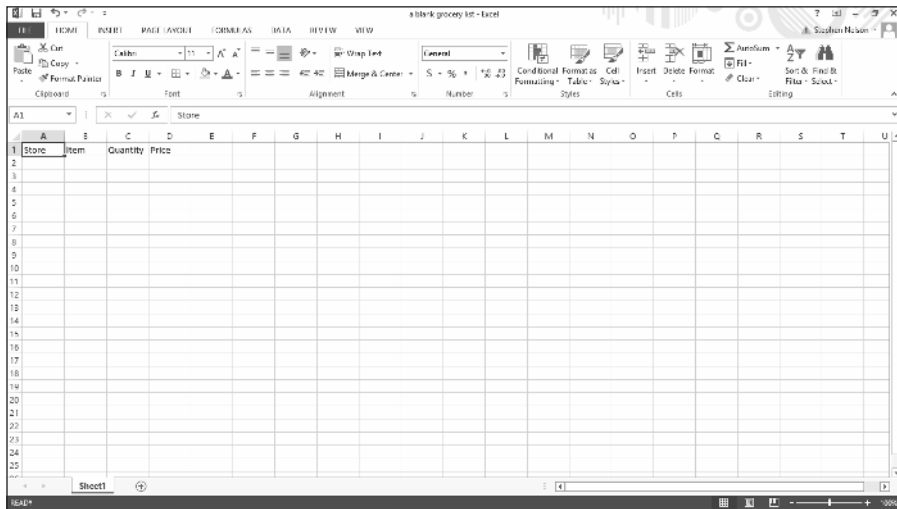 a blank grocery list - Excel
FILE HOME INSERT PAGE LAYOUT FORMULAS DATA REVIEW VIEW Stephen Nelson
Cut
Copy
Format Painter
Paste
Clipboard
Calibri 11
B I U
Font
Wrap Text
Merge & Center
Alignment
General
$ % ,
Number
Conditional Formatting
Format as Table
Cell Styles
Styles
Insert Delete Format
Cells
AutoSum
Fill
Clear
Sort & Filter
Find & Select
Editing
A1 fx Store
A B C D E F G H I J K L M N O P Q R S T U
1 Store Item Quantity Price
2
3
4
5
6
7
8
9
10
11
12
13
14
15
16
17
18
19
20
21
22
23
24
25
Sheet1
READY 100%